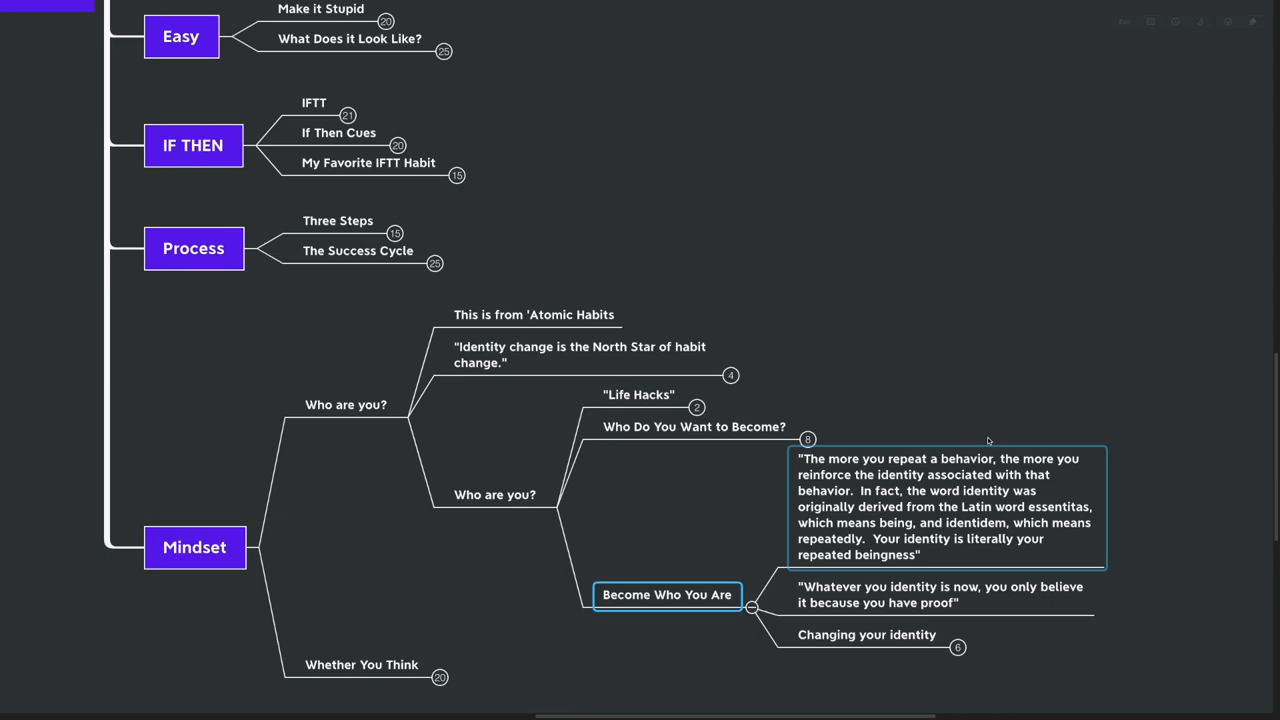 Easy
Make it Stupid
20
What Does it Look Like?
25
IF THEN
IFTT
21
If Then Cues
20
My Favorite IFTT Habit
15
Process
Three Steps
15
The Success Cycle
25
Mindset
Who are you?
This is from 'Atomic Habits
"Identity change is the North Star of habit
change."
4
Who are you?
"Life Hacks"
2
Who Do You Want to Become?
8
Become Who You Are
"The more you repeat a behavior, the more you
reinforce the identity associated with that
behavior.  In fact, the word identity was
originally derived from the Latin word essentitas,
which means being, and identidem, which means
repeatedly.  Your identity is literally your
repeated beingness"
"Whatever you identity is now, you only believe
it because you have proof"
Changing your identity
6
Whether You Think
20